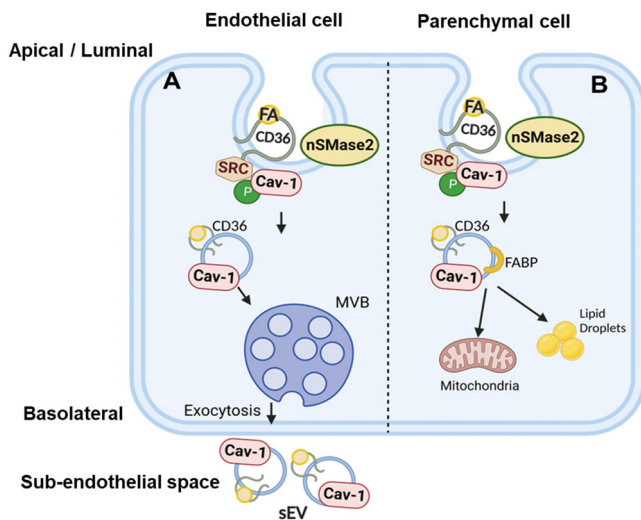 Endothelial cell
Parenchymal cell
Apical / Luminal
A
FA
CD36
nSMase2
SRC
P
Cav-1
CD36
Cav-1
MVB
Exocytosis
B
FA
CD36
nSMase2
SRC
P
Cav-1
CD36
FABP
Cav-1
Lipid
Droplets
Mitochondria
Basolateral
Sub-endothelial space
Cav-1
Cav-1
sEV